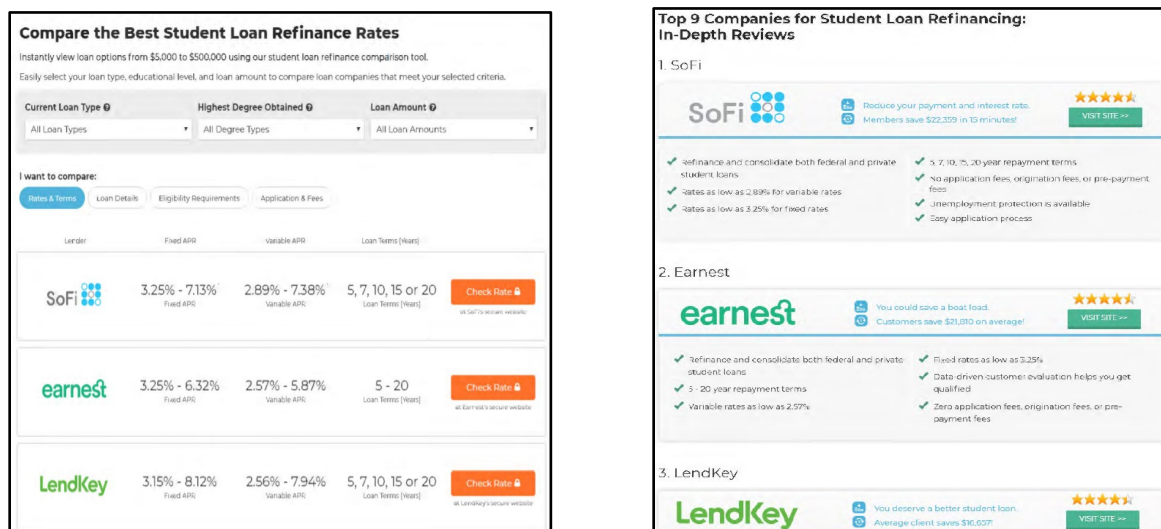 Compare the Best Student Loan Refinance Rates
Instantly view loan options from $5,000 to $500,000 using our student loan refinance comparison tool.
Easily select your loan type, educational level, and loan amount to compare loan companies that meet your selected criteria.
Current Loan Type Highest Degree Obtained Loan Amount
All Loan Types All Degree Types All Loan Amounts
I want to compare:
Rates & Terms Loan Details Eligibility Requirements Application & Fees
Lender Fixed APR Variable APR Loan Terms (Years)
SoFi 3.25% - 7.13% 2.89% - 7.38% 5, 7, 10, 15 or 20 Check Rate
Fixed APR Variable APR Loan Terms (Years) at SoFi's secure website
earnest 3.25% - 6.32% 2.57% - 5.87% 5 - 20 Check Rate
Fixed APR Variable APR Loan Terms (Years) at Earnest's secure website
LendKey 3.15% - 8.12% 2.56% - 7.94% 5, 7, 10, 15 or 20 Check Rate
Fixed APR Variable APR Loan Terms (Years) at LendKey's secure website
Top 9 Companies for Student Loan Refinancing:
In-Depth Reviews
1. SoFi
SoFi
Reduce your payment and interest rate.
Members save $22,359 in 15 minutes!
VISIT SITE >>
Refinance and consolidate both federal and private
student loans
Rates as low as 2.89% for variable rates
Rates as low as 3.25% for fixed rates
5, 7, 10, 15, 20 year repayment terms
No application fees, origination fees, or pre-payment
fees
Unemployment protection is available
Easy application process
2. Earnest
earnest
You could save a boat load.
Customers save $21,810 on average!
VISIT SITE >>
Refinance and consolidate both federal and private
student loans
5 - 20 year repayment terms
Variable rates as low as 2.57%
Fixed rates as low as 3.25%
Data-driven customer evaluation helps you get
qualified
Zero application fees, origination fees, or pre-
payment fees
3. LendKey
LendKey
You deserve a better student loan.
Average client saves $16,657!
VISIT SITE >>